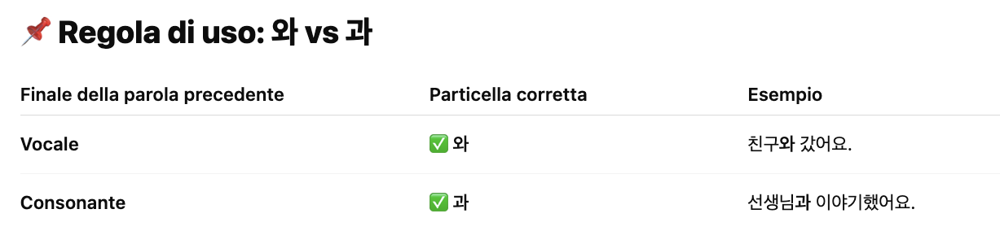 📌 Regola di uso: 와 vs 과
Finale della parola precedente Particella corretta Esempio
Vocale ✅ 와 친구와 갔어요.
Consonante ✅ 과 선생님과 이야기했어요.